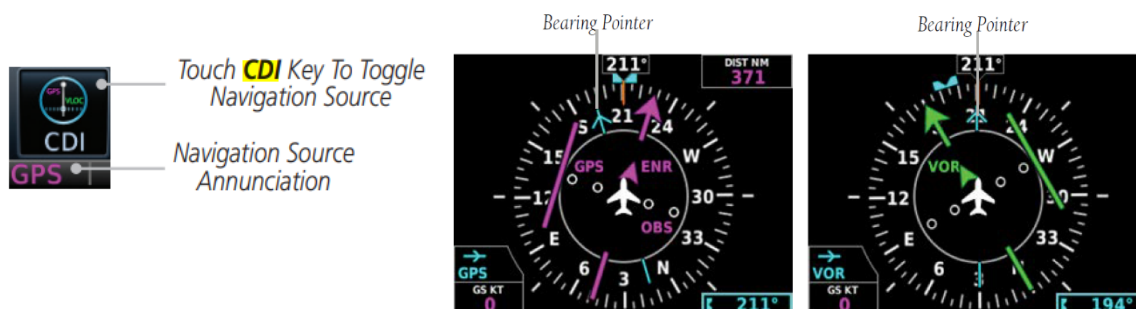 Touch CDI Key To Toggle
Navigation Source
GPS
VLOC
CDI
GPS
Navigation Source
Annunciation
Bearing Pointer
211°
DIST NM
371
S
21
24
15
W
GPS
ENR
12
30
OBS
E
33
6
3
N
GPS
GS KT
0
211°
Bearing Pointer
211°
24
15
W
VOR
12
E
33
6
3
VOR
GS KT
0
194°